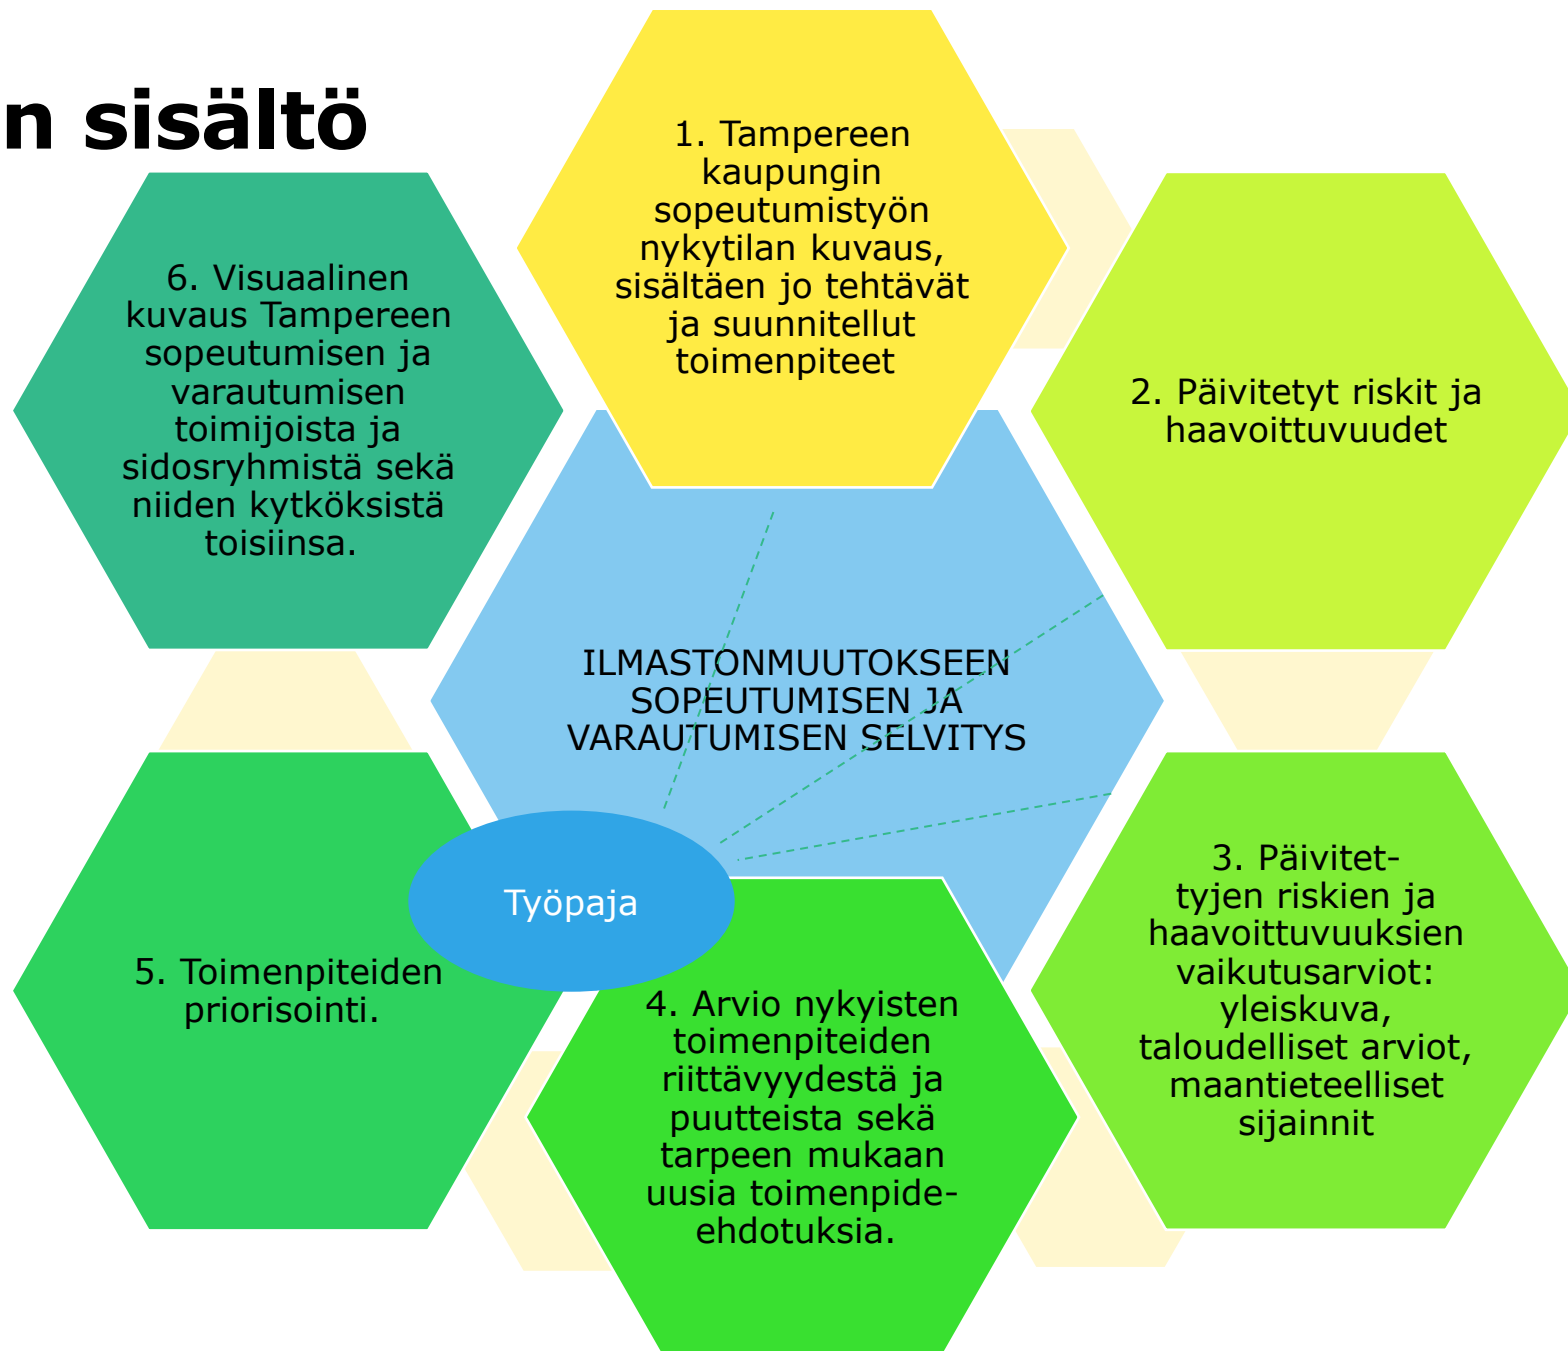 n sisältö
1. Tampereen
kaupungin
sopeutumistyön
nykytilan kuvaus,
sisältäen jo tehtävät
ja suunnitellut
toimenpiteet
2. Päivitetyt riskit ja
haavoittuvuudet
3. Päivitet-
tyjen riskien ja
haavoittuvuuksien
vaikutusarviot:
yleiskuva,
taloudelliset arviot,
maantieteelliset
sijainnit
4. Arvio nykyisten
toimenpiteiden
riittävyydestä ja
puutteista sekä
tarpeen mukaan
uusia toimenpide-
ehdotuksia.
5. Toimenpiteiden
priorisointi.
6. Visuaalinen
kuvaus Tampereen
sopeutumisen ja
varautumisen
toimijoista ja
sidosryhmistä sekä
niiden kytköksistä
toisiinsa.
ILMASTONMUUTOKSEEN
SOPEUTUMISEN JA
VARAUTUMISEN SELVITYS
Työpaja